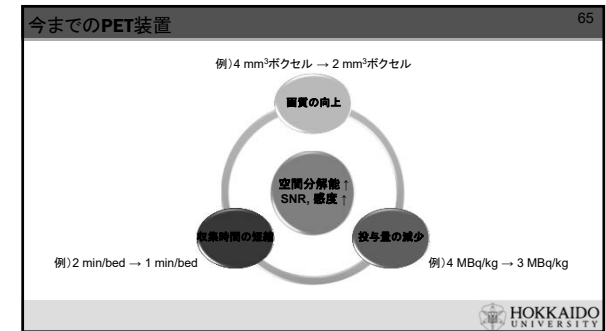 今までのPET装置
65
例）4 mm³ボクセル → 2 mm³ボクセル
画質の向上
空間分解能↑
SNR, 感度↑
収集時間の短縮
投与量の減少
例）2 min/bed → 1 min/bed
例）4 MBq/kg → 3 MBq/kg
HOKKAIDO
UNIVERSITY